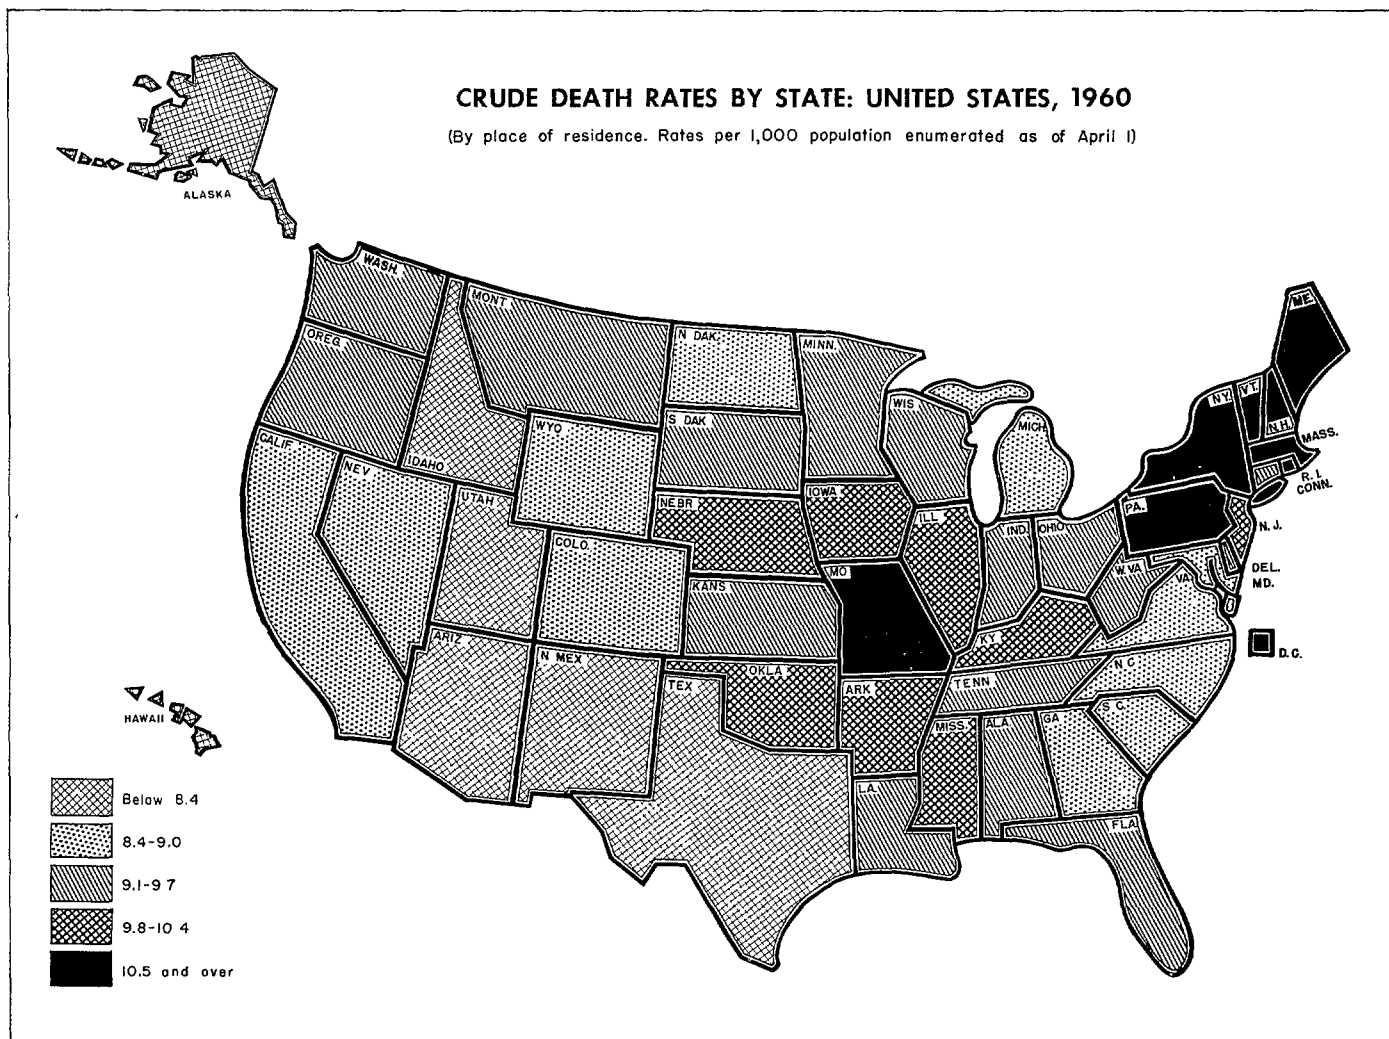 CRUDE DEATH RATES BY STATE: UNITED STATES, 1960
(By place of residence. Rates per 1,000 population enumerated as of April 1)
ALASKA
WASH.
MONT
N DAK.
MINN.
ME.
OREG.
S DAK
WIS
MICH
N.Y.
VT.
N.H.
MASS.
R. I.
CONN.
CALIF
NEV
IDAHO
WYO
UTAH
NEBR
IOWA
ILL
IND.
OHIO
PA.
N. J.
COLO.
KANS
MO
W.VA
VA
DEL.
MD.
KY
D.C.
ARIZ
N MEX
OKLA
TEX
ARK
TENN
N C
S C
HAWAII
MISS.
ALA
GA
LA.
FLA
Below 8.4
8.4-9.0
9.1-9 7
9.8-10 4
10.5 and over